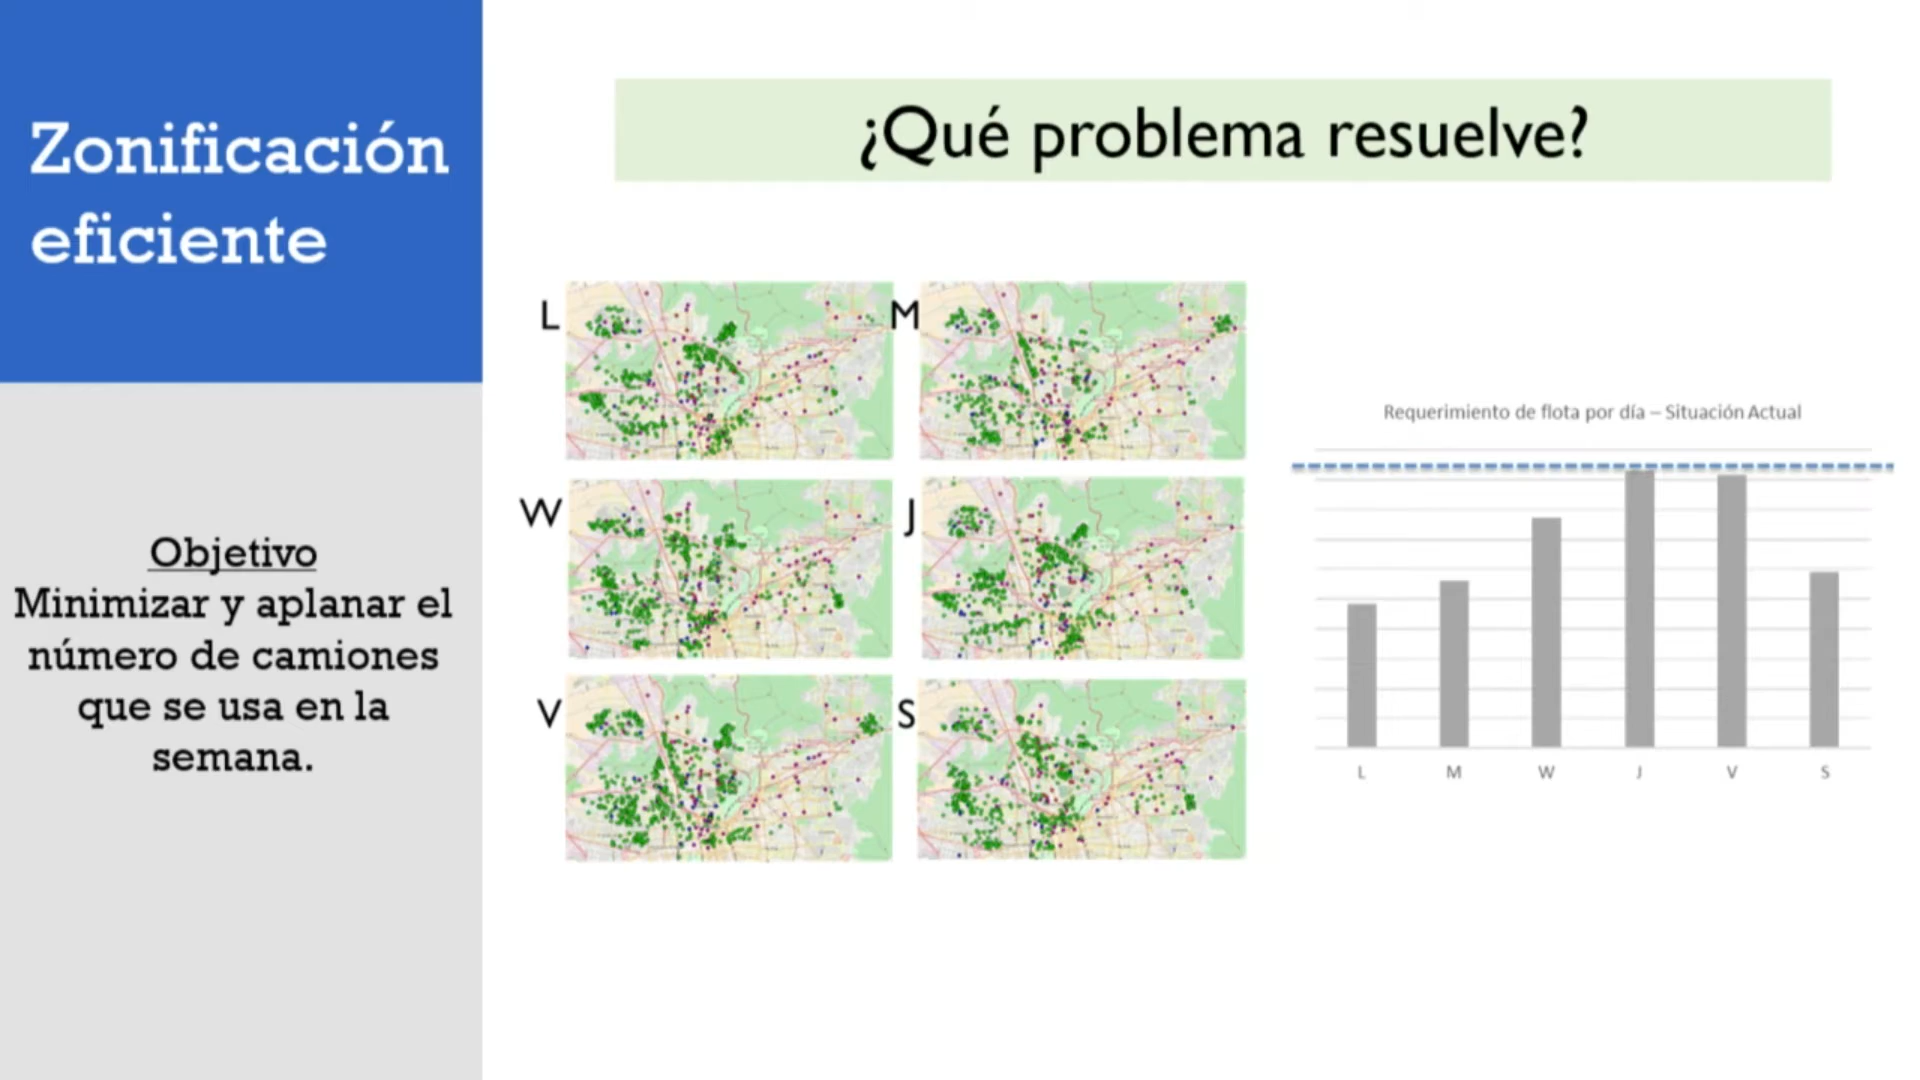 Zonificación
eficiente
Objetivo
Minimizar y aplanar el
número de camiones
que se usa en la
semana.
¿Qué problema resuelve?
L
M
W
J
V
S
Requerimiento de flota por día – Situación Actual
L M W J V S